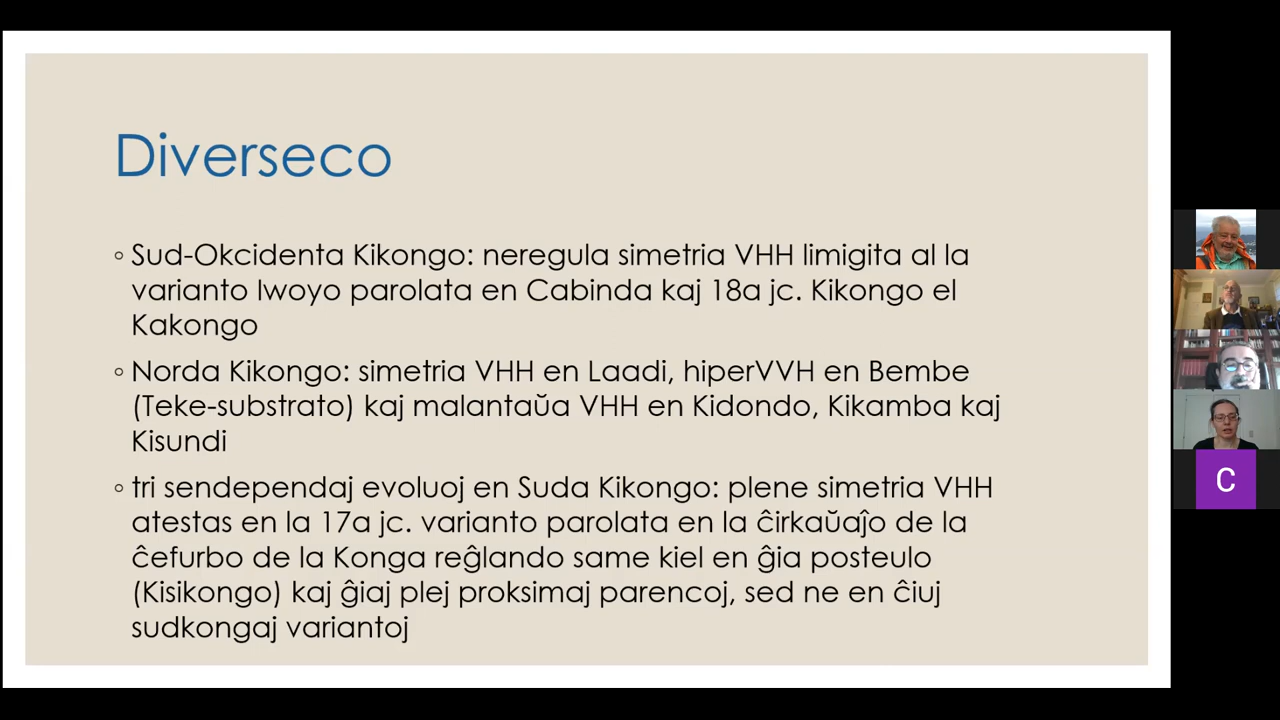 Diverseco
◦ Sud-Okcidenta Kikongo: neregula simetria VHH limigita al la
varianto Iwoyo parolata en Cabinda kaj 18a jc. Kikongo el
Kakongo
◦ Norda Kikongo: simetria VHH en Laadi, hiperVVH en Bembe
(Teke-substrato) kaj malantaŭa VHH en Kidondo, Kikamba kaj
Kisundi
◦ tri sendependaj evoluoj en Suda Kikongo: plene simetria VHH
atestas en la 17a jc. varianto parolata en la ĉirkaŭaĵo de la
ĉefurbo de la Konga reĝlando same kiel en ĝia posteulo
(Kisikongo) kaj ĝiaj plej proksimaj parencoj, sed ne en ĉiuj
sudkongaj variantoj
C